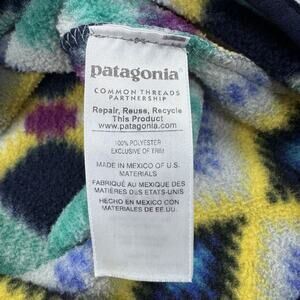 patagonia®
COMMON THREADS
PARTNERSHIP
Repair, Reuse, Recycle
This Product
www.patagonia.com
100% POLYESTER
EXCLUSIVE OF TRIM
MADE IN MEXICO OF U.S.
MATERIALS
FABRIQUÉ AU MEXIQUE DES
MATIÈRES DES ETATS-UNIS
HECHO EN MEXICO CON
MATERIALES DE EE.UU.